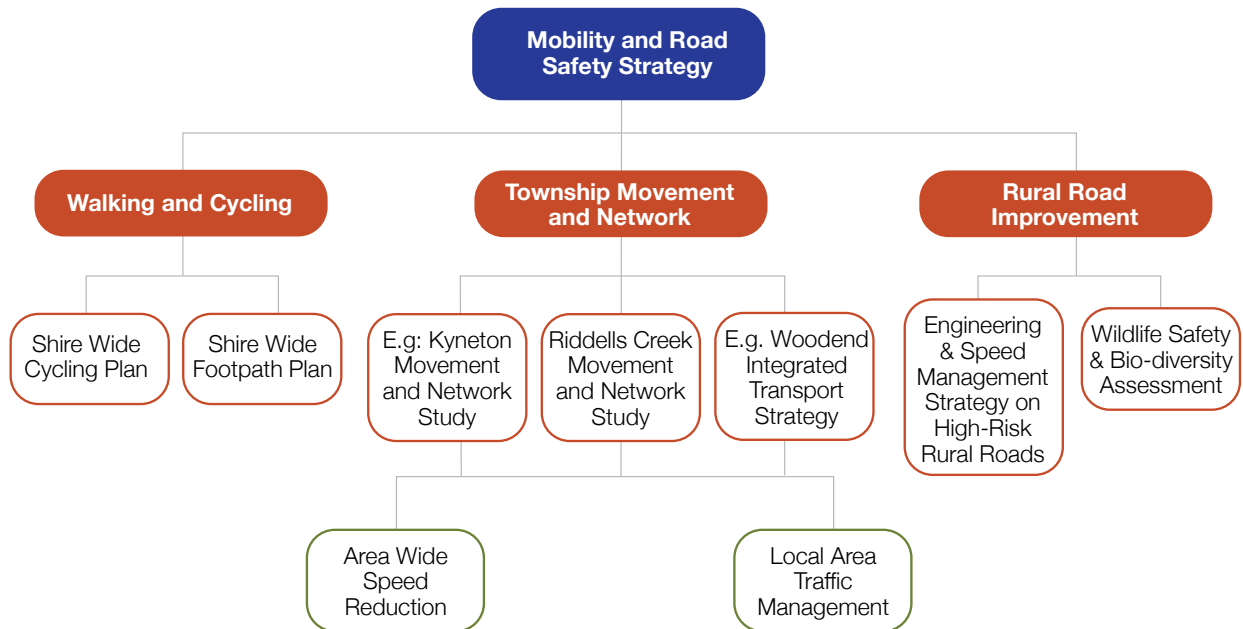 Mobility and Road
Safety Strategy
Walking and Cycling
Township Movement
and Network
Rural Road
Improvement
Shire Wide
Cycling Plan
Shire Wide
Footpath Plan
E.g: Kyneton
Movement
and Network
Study
Riddells Creek
Movement
and Network
Study
E.g. Woodend
Integrated
Transport
Strategy
Engineering
& Speed
Management
Strategy on
High-Risk
Rural Roads
Wildlife Safety
& Bio-diversity
Assessment
Area Wide
Speed
Reduction
Local Area
Traffic
Management